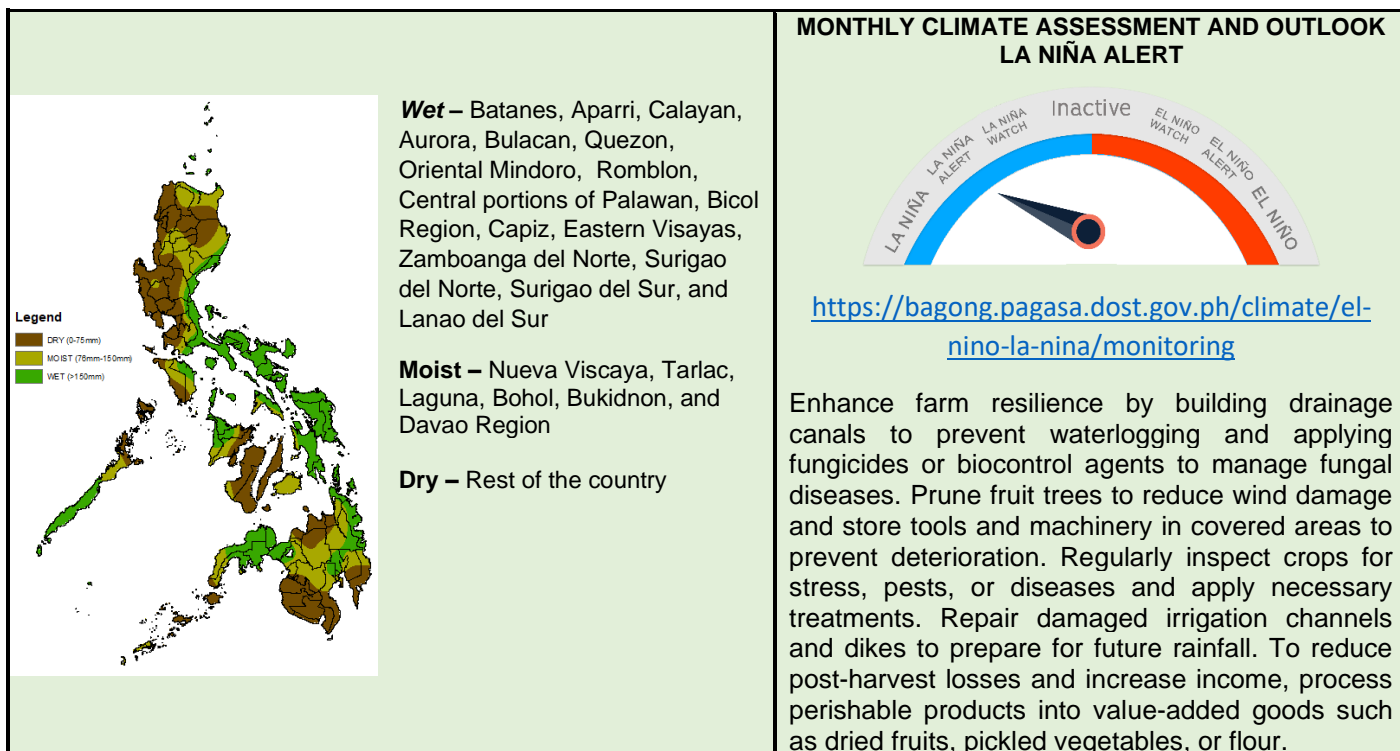 Wet – Batanes, Aparri, Calayan,
Aurora, Bulacan, Quezon,
Oriental Mindoro, Romblon,
Central portions of Palawan, Bicol
Region, Capiz, Eastern Visayas,
Zamboanga del Norte, Surigao
del Norte, Surigao del Sur, and
Lanao del Sur
Moist – Nueva Viscaya, Tarlac,
Laguna, Bohol, Bukidnon, and
Davao Region
Dry – Rest of the country
Legend
DRY (0-75mm)
MOIST (76mm-150mm)
WET (>150mm)
MONTHLY CLIMATE ASSESSMENT AND OUTLOOK
LA NIÑA ALERT
LA NIÑA
LA NIÑA
ALERT
LA NIÑA
WATCH
Inactive
EL NIÑO
WATCH
EL NIÑO
ALERT
EL NIÑO
https://bagong.pagasa.dost.gov.ph/climate/el-
nino-la-nina/monitoring
Enhance farm resilience by building drainage
canals to prevent waterlogging and applying
fungicides or biocontrol agents to manage fungal
diseases. Prune fruit trees to reduce wind damage
and store tools and machinery in covered areas to
prevent deterioration. Regularly inspect crops for
stress, pests, or diseases and apply necessary
treatments. Repair damaged irrigation channels
and dikes to prepare for future rainfall. To reduce
post-harvest losses and increase income, process
perishable products into value-added goods such
as dried fruits, pickled vegetables, or flour.